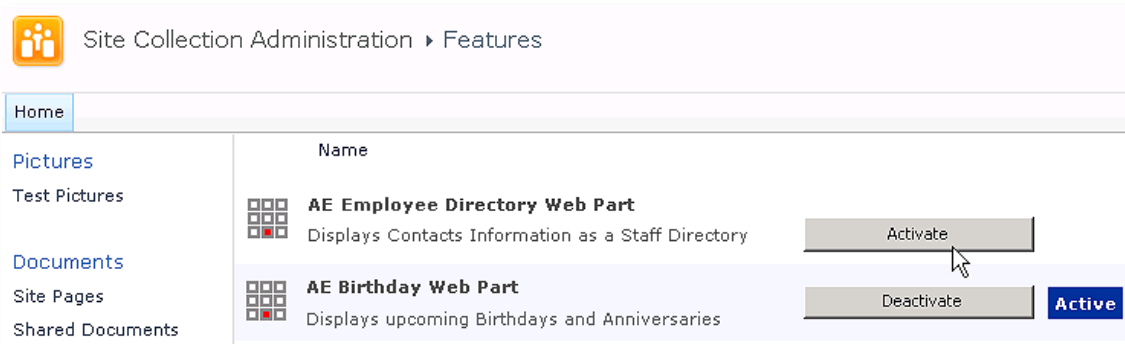 Site Collection Administration ▸ Features
Home
Pictures
Test Pictures
Documents
Site Pages
Shared Documents
Name
AE Employee Directory Web Part
Displays Contacts Information as a Staff Directory
Activate
AE Birthday Web Part
Displays upcoming Birthdays and Anniversaries
Deactivate
Active